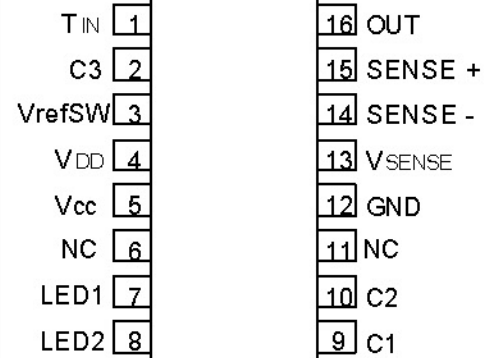 TIN 1 16 OUT
C3 2 15 SENSE +
VrefSW 3 14 SENSE -
VDD 4 13 VSENSE
Vcc 5 12 GND
NC 6 11 NC
LED1 7 10 C2
LED2 8 9 C1